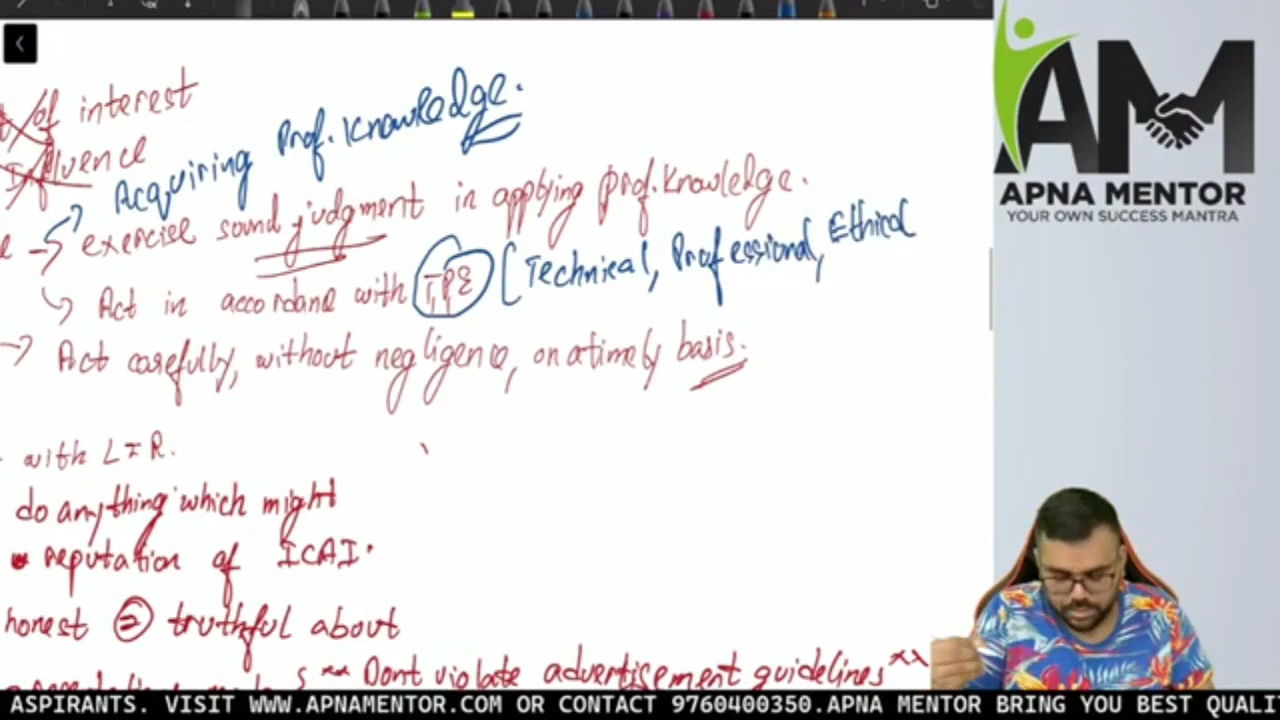 of interest
Influence
Acquiring Prof. Knowledge.
exercise sound judgment in applying prof. knowledge.
Act in accordance with T,P,E [Technical, Professional, Ethical
→ Act carefully, without negligence, on a timely basis.
with L=R.
do anything which might
reputation of ICAI.
honest = truthful about
** Dont violate advertisement guidelines **
AM
APNA MENTOR
YOUR OWN SUCCESS MANTRA
ASPIRANTS. VISIT WWW.APNAMENTOR.COM OR CONTACT 9760400350.APNA MENTOR BRING YOU BEST QUALI